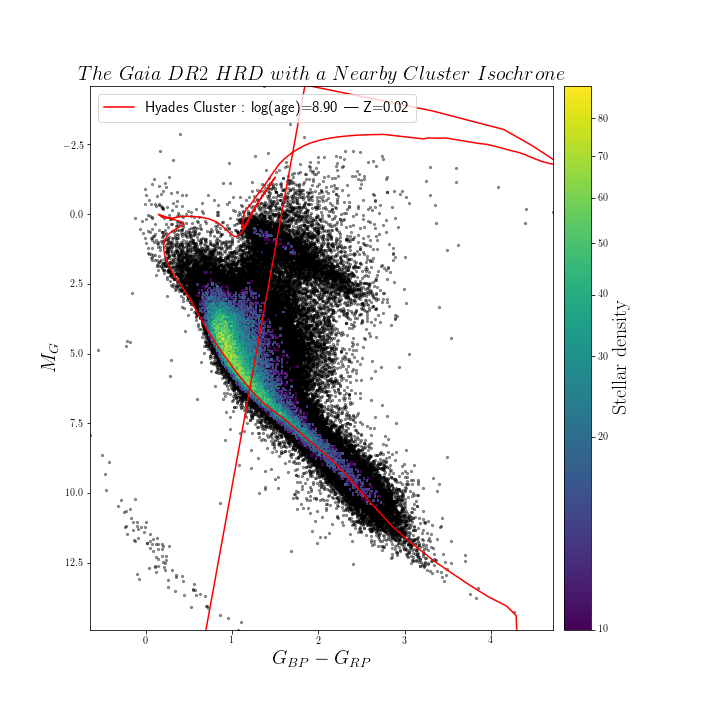 The Gaia DR2 HRD with a Nearby Cluster Isochrone
Hyades Cluster : log(age)=8.90 — Z=0.02
−2.5
0.0
2.5
5.0
7.5
10.0
12.5
M_G
0 1 2 3 4
G_BP − G_RP
80
70
60
50
40
30
20
10
Stellar density